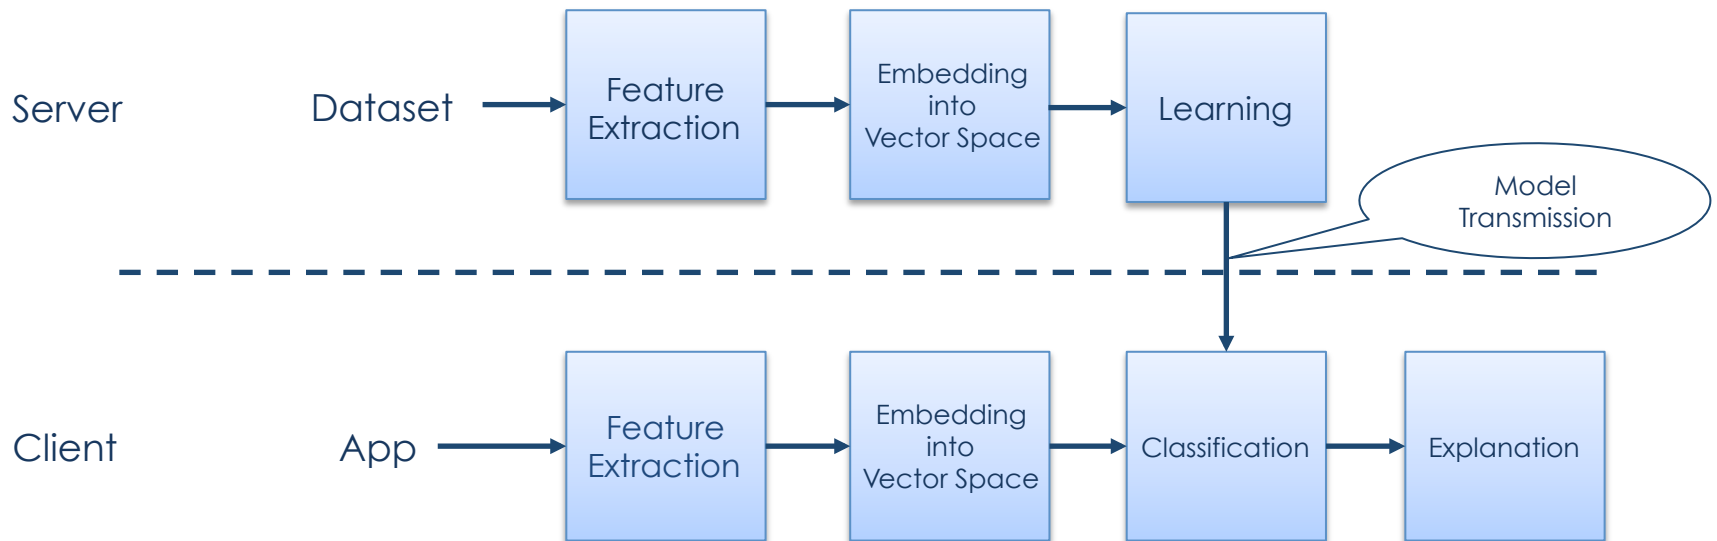 Server
Dataset
Feature
Extraction
Embedding
into
Vector Space
Learning
Model
Transmission
Client
App
Feature
Extraction
Embedding
into
Vector Space
Classification
Explanation